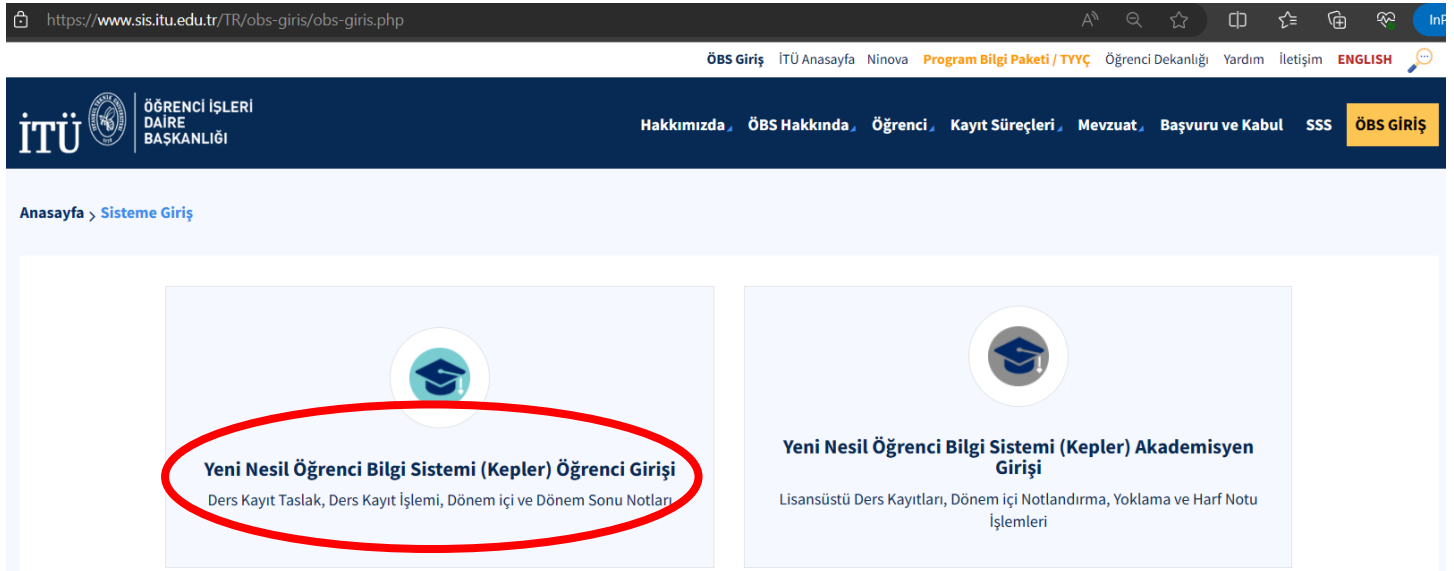 https://www.sis.itu.edu.tr/TR/obs-giris/obs-giris.php
ÖBS Giriş İTÜ Anasayfa Ninova Program Bilgi Paketi / TYYÇ Öğrenci Dekanlığı Yardım İletişim ENGLISH
İTÜ ÖĞRENCİ İŞLERİ
DAİRE
BAŞKANLIĞI
Hakkımızda ÖBS Hakkında Öğrenci Kayıt Süreçleri Mevzuat Başvuru ve Kabul SSS ÖBS GİRİŞ
Anasayfa > Sisteme Giriş
Yeni Nesil Öğrenci Bilgi Sistemi (Kepler) Öğrenci Girişi
Ders Kayıt Taslak, Ders Kayıt İşlemi, Dönem içi ve Dönem Sonu Notları
Yeni Nesil Öğrenci Bilgi Sistemi (Kepler) Akademisyen
Girişi
Lisansüstü Ders Kayıtları, Dönem içi Notlandırma, Yoklama ve Harf Notu
İşlemleri